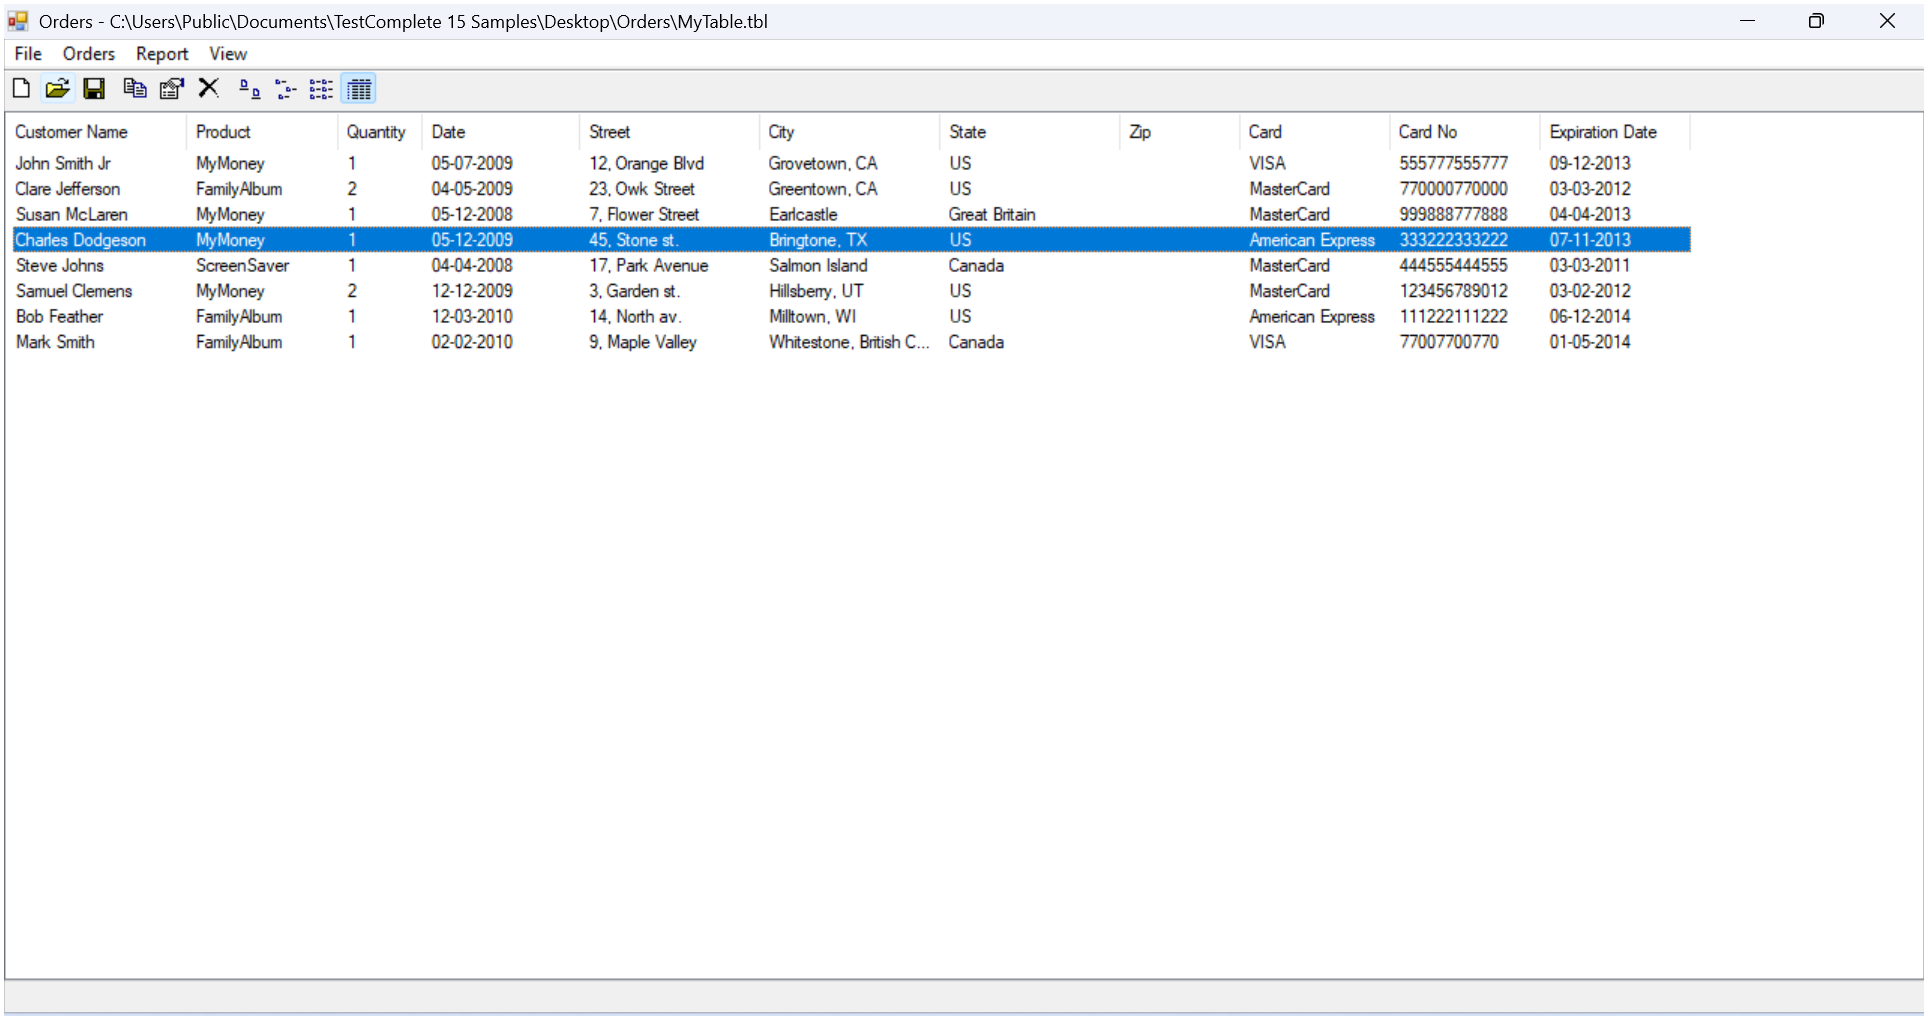 Orders - C:\Users\Public\Documents\TestComplete 15 Samples\Desktop\Orders\MyTable.tbl
File Orders Report View
Customer Name Product Quantity Date Street City State Zip Card Card No Expiration Date
John Smith Jr MyMoney 1 05-07-2009 12, Orange Blvd Grovetown, CA US VISA 555777555777 09-12-2013
Clare Jefferson FamilyAlbum 2 04-05-2009 23, Owk Street Greentown, CA US MasterCard 770000770000 03-03-2012
Susan McLaren MyMoney 1 05-12-2008 7, Flower Street Earlcastle Great Britain MasterCard 999888777888 04-04-2013
Charles Dodgeson MyMoney 1 05-12-2009 45, Stone st. Bringtone, TX US American Express 333222333222 07-11-2013
Steve Johns ScreenSaver 1 04-04-2008 17, Park Avenue Salmon Island Canada MasterCard 444555444555 03-03-2011
Samuel Clemens MyMoney 2 12-12-2009 3, Garden st. Hillsberry, UT US MasterCard 123456789012 03-02-2012
Bob Feather FamilyAlbum 1 12-03-2010 14, North av. Milltown, WI US American Express 111222111222 06-12-2014
Mark Smith FamilyAlbum 1 02-02-2010 9, Maple Valley Whitestone, British C... Canada VISA 77007700770 01-05-2014